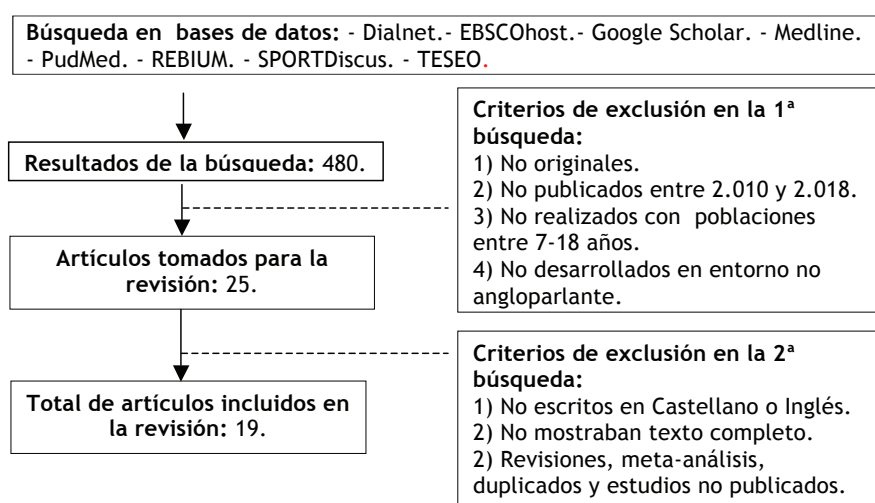 Búsqueda en bases de datos: - Dialnet.- EBSCOhost.- Google Scholar. - Medline.
- PudMed. - REBIUM. - SPORTDiscus. - TESEO.
Resultados de la búsqueda: 480.
Criterios de exclusión en la 1ª
búsqueda:
1) No originales.
2) No publicados entre 2.010 y 2.018.
3) No realizados con poblaciones
entre 7-18 años.
4) No desarrollados en entorno no
angloparlante.
Artículos tomados para la
revisión: 25.
Criterios de exclusión en la 2ª
búsqueda:
1) No escritos en Castellano o Inglés.
2) No mostraban texto completo.
2) Revisiones, meta-análisis,
duplicados y estudios no publicados.
Total de artículos incluidos en
la revisión: 19.